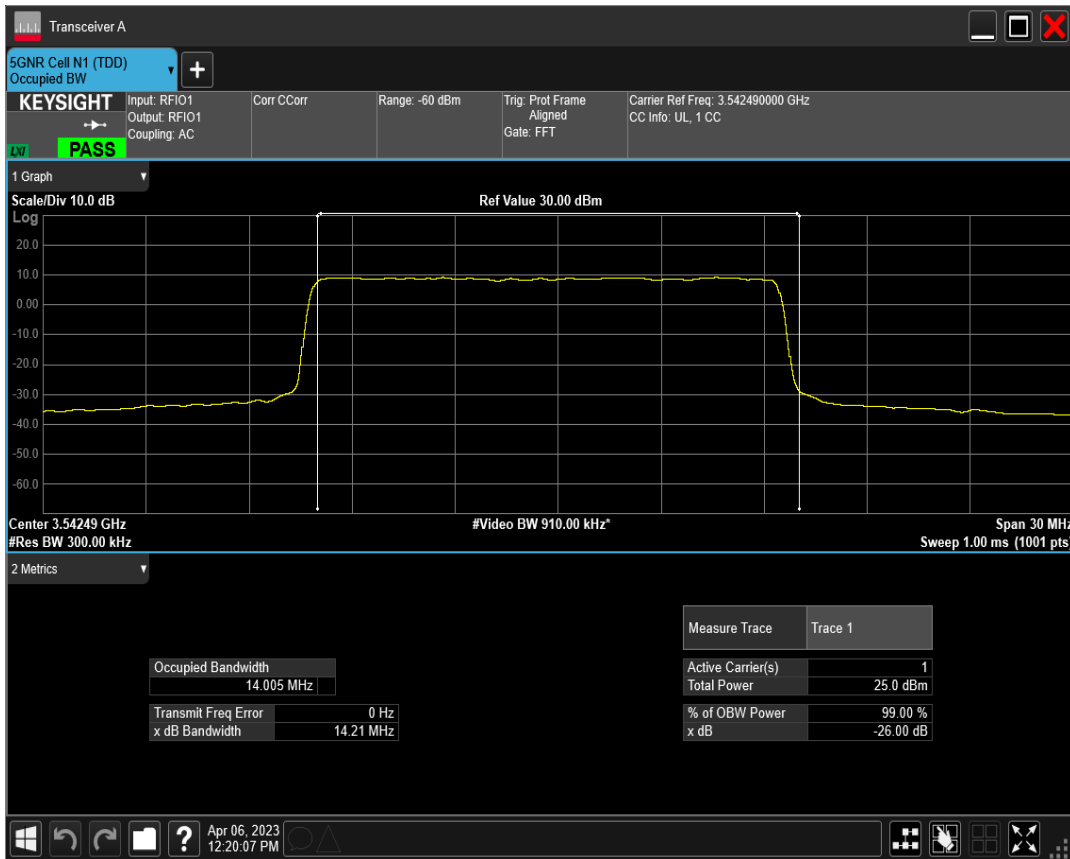 Transceiver A
5GNR Cell N1 (TDD)
Occupied BW
+
KEYSIGHT
LXI
PASS
Input: RFIO1
Output: RFIO1
Coupling: AC
Corr CCorr
Range: -60 dBm
Trig: Prot Frame
Aligned
Gate: FFT
Carrier Ref Freq: 3.542490000 GHz
CC Info: UL, 1 CC
1 Graph
Scale/Div 10.0 dB
Ref Value 30.00 dBm
Log
20.0
10.0
0.00
-10.0
-20.0
-30.0
-40.0
-50.0
-60.0
Center 3.54249 GHz
#Video BW 910.00 kHz*
Span 30 MHz
#Res BW 300.00 kHz
Sweep 1.00 ms (1001 pts)
2 Metrics
Measure Trace Trace 1
Occupied Bandwidth
14.005 MHz
Active Carrier(s) 1
Total Power 25.0 dBm
Transmit Freq Error 0 Hz
x dB Bandwidth 14.21 MHz
% of OBW Power 99.00 %
x dB -26.00 dB
?
Apr 06, 2023
12:20:07 PM